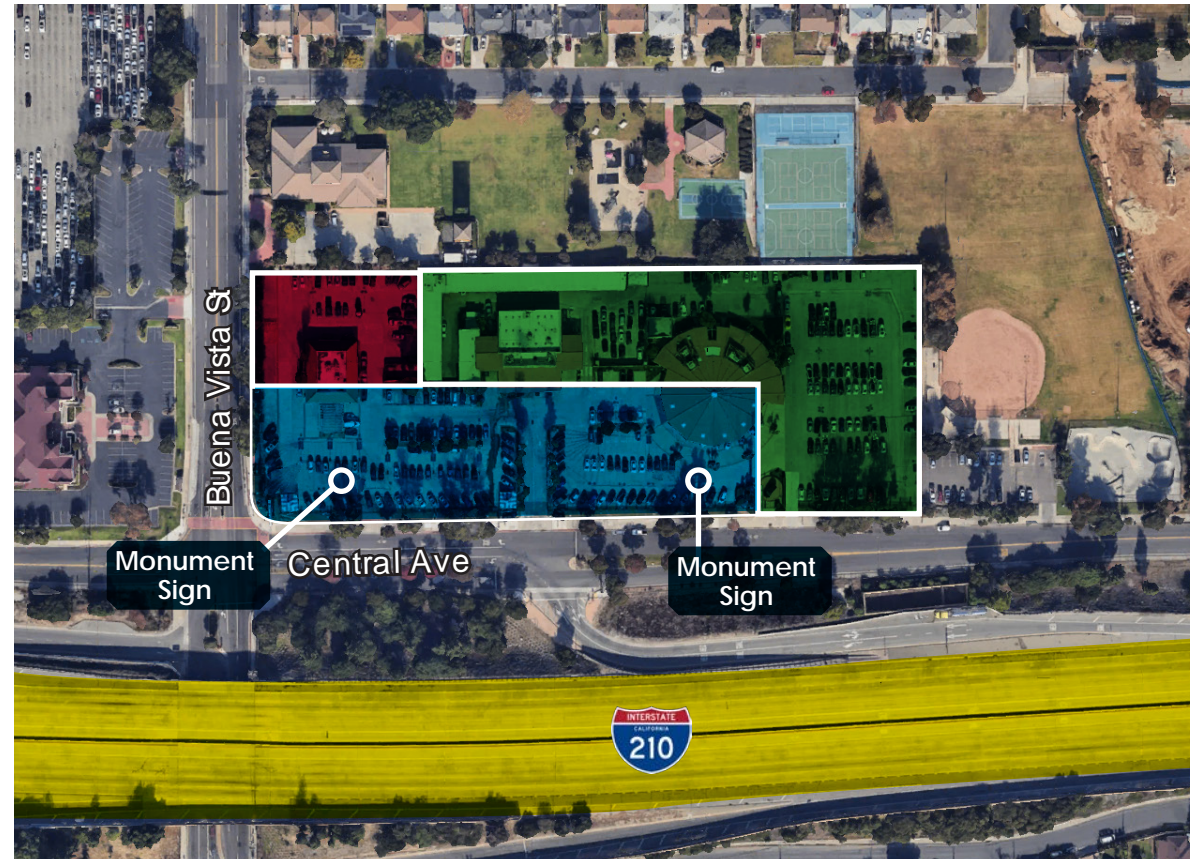 Buena Vista St
Monument
Sign
Central Ave
Monument
Sign
INTERSTATE
CALIFORNIA
210